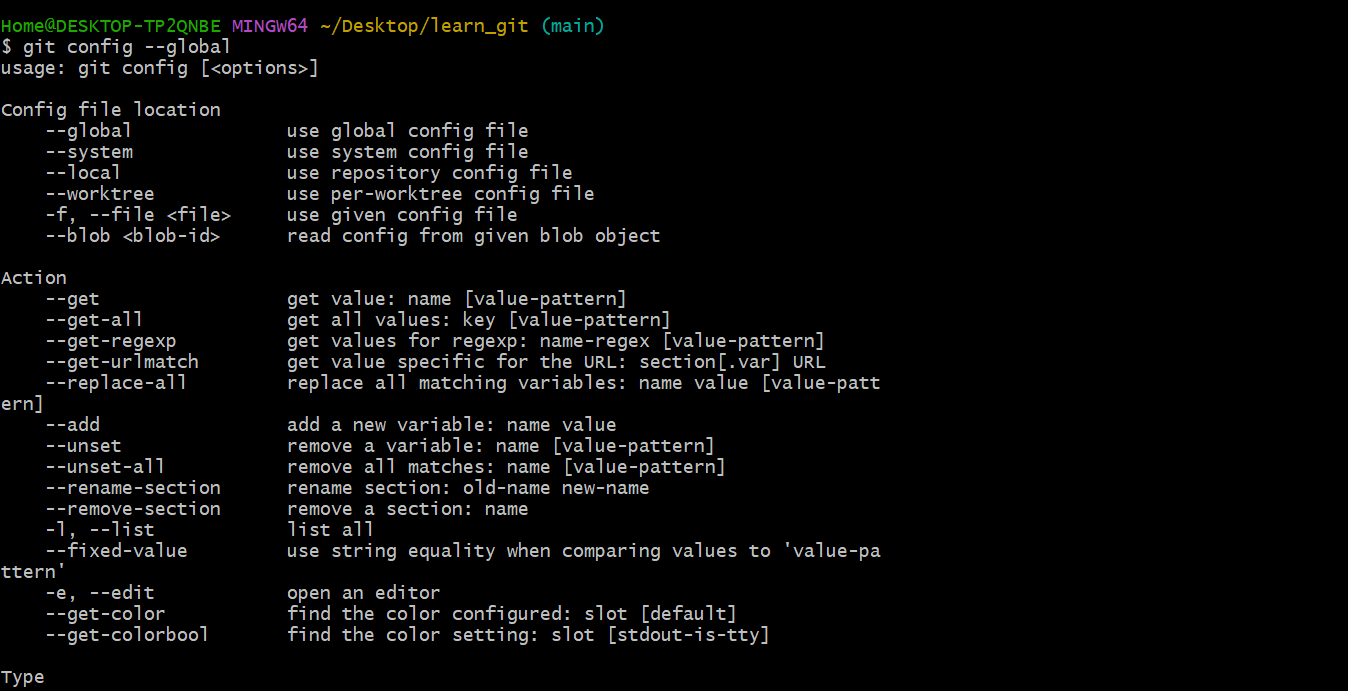 Home@DESKTOP-TP2QNBE MINGW64 ~/Desktop/learn_git (main)
$ git config --global
usage: git config [<options>]
Config file location
--global use global config file
--system use system config file
--local use repository config file
--worktree use per-worktree config file
-f, --file <file> use given config file
--blob <blob-id> read config from given blob object
Action
--get get value: name [value-pattern]
--get-all get all values: key [value-pattern]
--get-regexp get values for regexp: name-regex [value-pattern]
--get-urlmatch get value specific for the URL: section[.var] URL
--replace-all replace all matching variables: name value [value-patt
ern]
--add add a new variable: name value
--unset remove a variable: name [value-pattern]
--unset-all remove all matches: name [value-pattern]
--rename-section rename section: old-name new-name
--remove-section remove a section: name
-l, --list list all
--fixed-value use string equality when comparing values to 'value-pa
ttern'
-e, --edit open an editor
--get-color find the color configured: slot [default]
--get-colorbool find the color setting: slot [stdout-is-tty]
Type